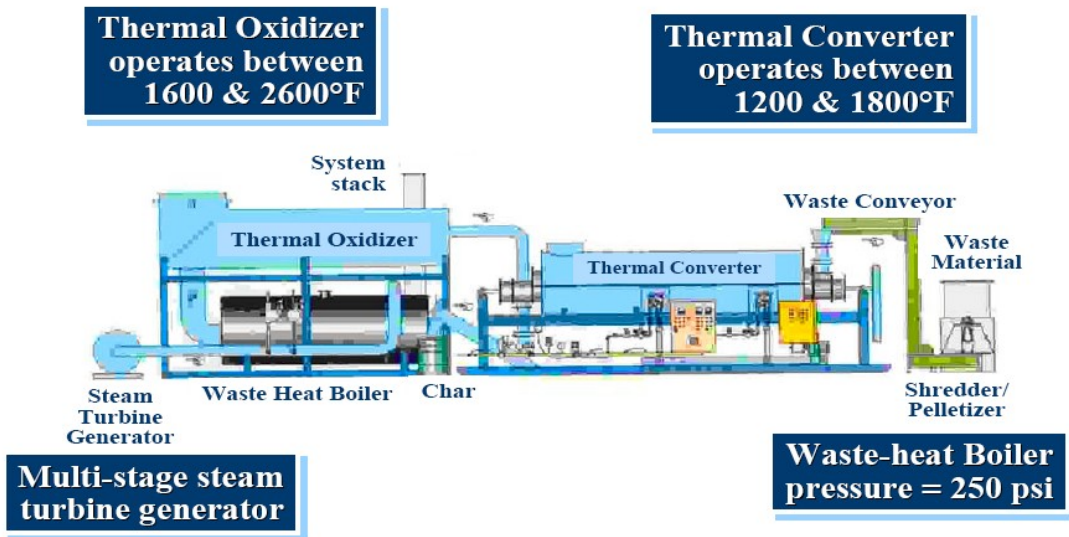 Thermal Oxidizer
operates between
1600 & 2600°F
Thermal Converter
operates between
1200 & 1800°F
System
stack
Waste Conveyor
Thermal Oxidizer
Thermal Converter
Waste
Material
Steam
Turbine
Generator
Waste Heat Boiler
Char
Shredder/
Pelletizer
Multi-stage steam
turbine generator
Waste-heat Boiler
pressure = 250 psi